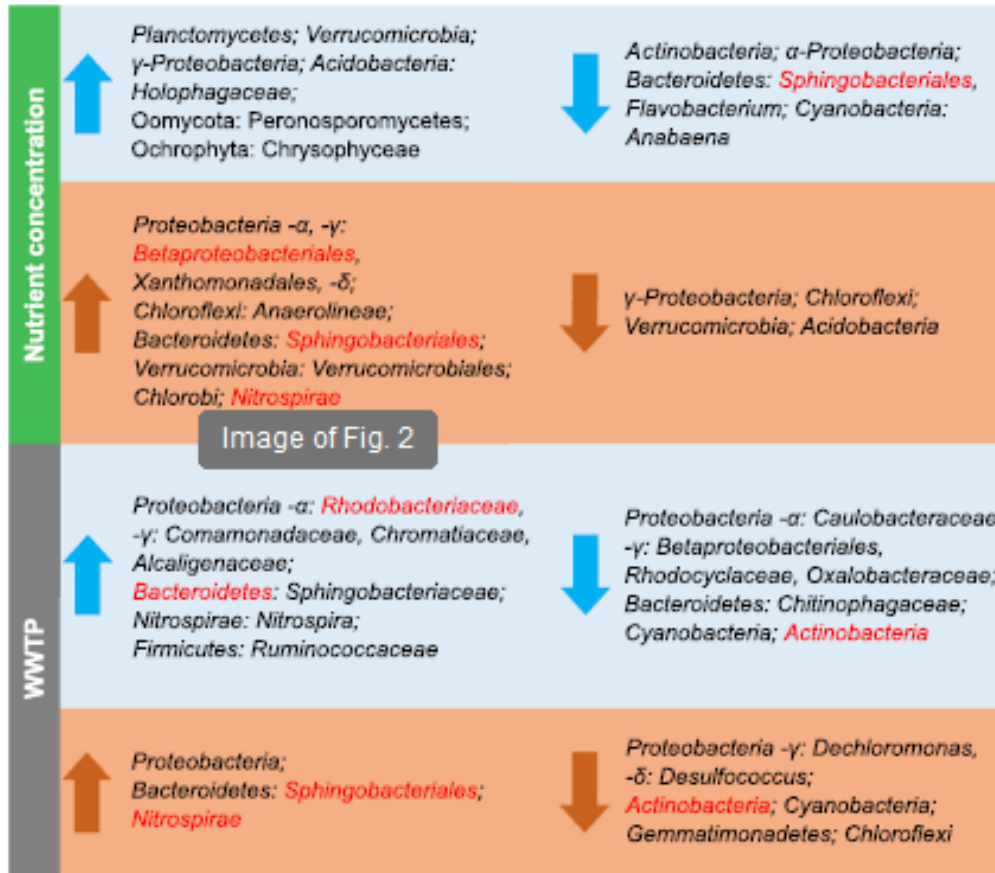 Nutrient concentration
Planctomycetes; Verrucomicrobia;
γ-Proteobacteria; Acidobacteria:
Holophagaceae;
Oomycota: Peronosporomycetes;
Ochrophyta: Chrysophyceae
Actinobacteria; α-Proteobacteria;
Bacteroidetes: Sphingobacteriales,
Flavobacterium; Cyanobacteria:
Anabaena
Proteobacteria -α, -γ:
Betaproteobacteriales,
Xanthomonadales, -δ;
Chloroflexi: Anaerolineae;
Bacteroidetes: Sphingobacteriales;
Verrucomicrobia: Verrucomicrobiales;
Chlorobi; Nitrospirae
γ-Proteobacteria; Chloroflexi;
Verrucomicrobia; Acidobacteria
Image of Fig. 2
WWTP
Proteobacteria -α: Rhodobacteriaceae,
-γ: Comamonadaceae, Chromatiaceae,
Alcaligenaceae;
Bacteroidetes: Sphingobacteriaceae;
Nitrospirae: Nitrospira;
Firmicutes: Ruminococcaceae
Proteobacteria -α: Caulobacteraceae
-γ: Betaproteobacteriales,
Rhodocyclaceae, Oxalobacteraceae;
Bacteroidetes: Chitinophagaceae;
Cyanobacteria; Actinobacteria
Proteobacteria;
Bacteroidetes: Sphingobacteriales;
Nitrospirae
Proteobacteria -γ: Dechloromonas,
-δ: Desulfococcus;
Actinobacteria; Cyanobacteria;
Gemmatimonadetes; Chloroflexi